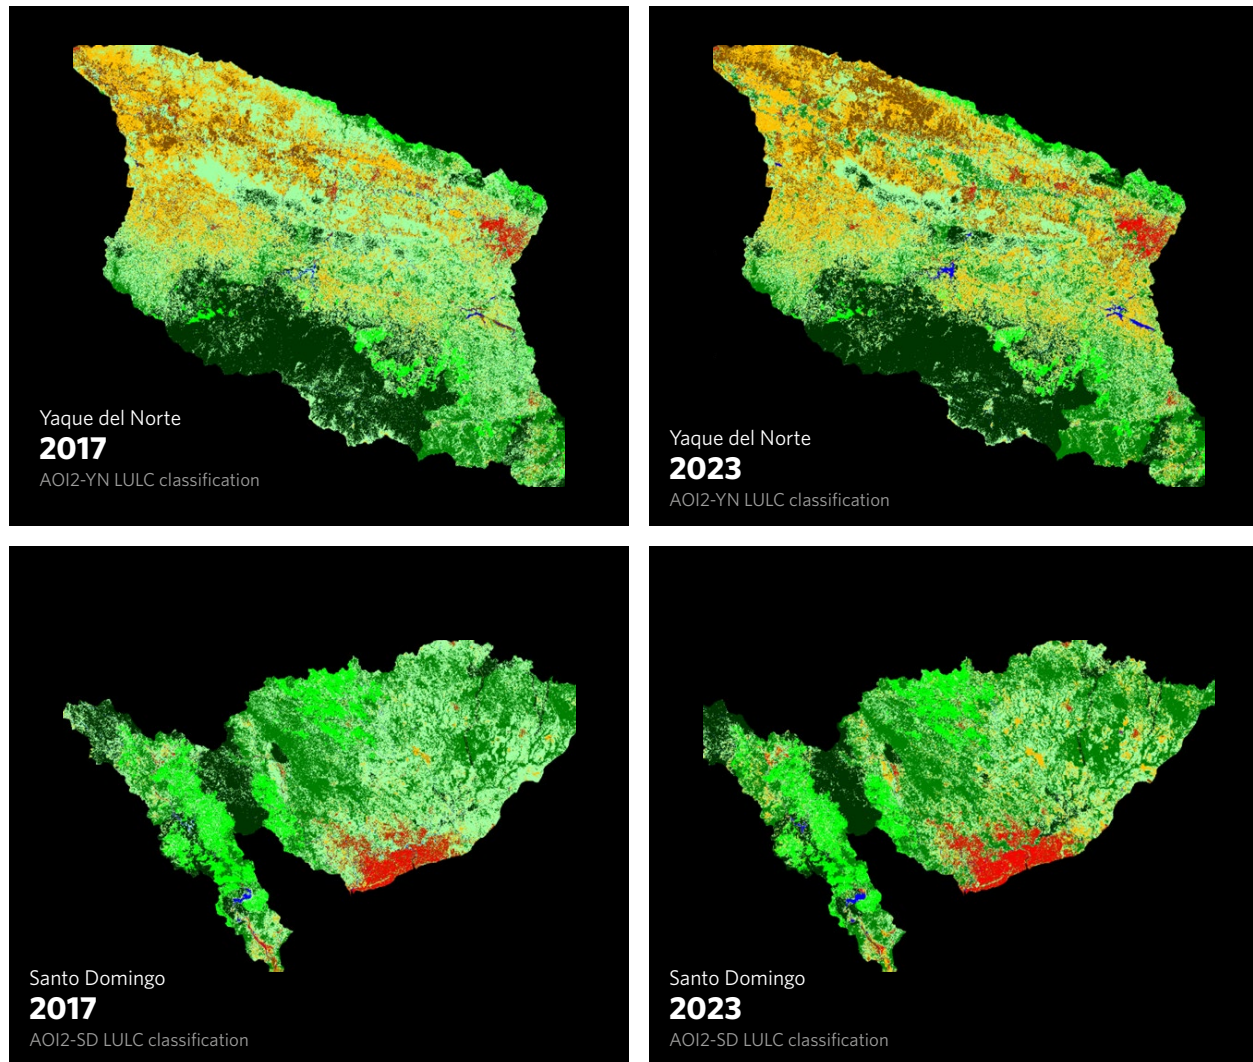 Yaque del Norte
2017
AOI2-YN LULC classification
Yaque del Norte
2023
AOI2-YN LULC classification
Santo Domingo
2017
AOI2-SD LULC classification
Santo Domingo
2023
AOI2-SD LULC classification